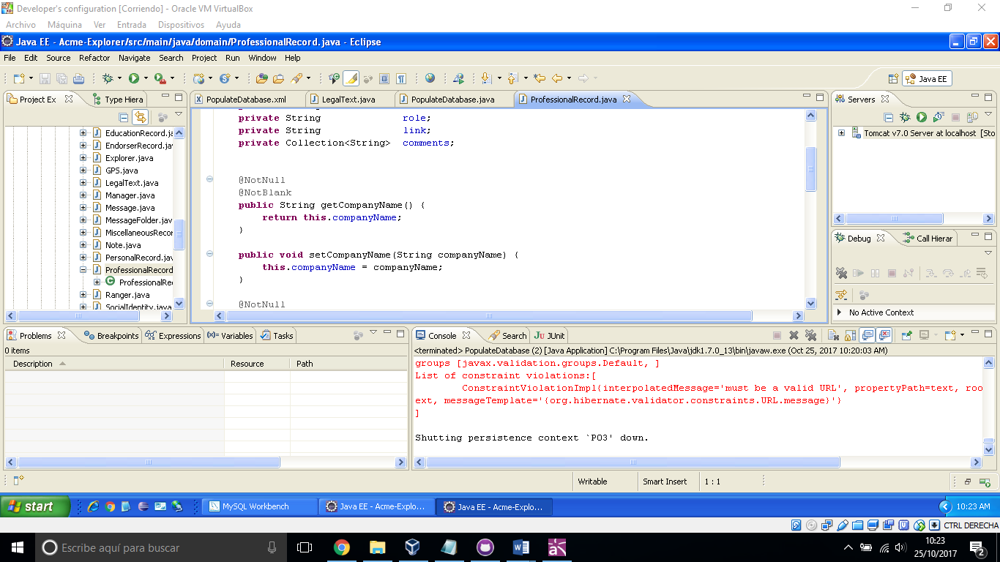 Developer's configuration [Corriendo] - Oracle VM VirtualBox
Archivo Máquina Ver Entrada Dispositivos Ayuda
Java EE - Acme-Explorer/src/main/java/domain/ProfessionalRecord.java - Eclipse
File Edit Source Refactor Navigate Search Project Run Window Help
Java EE
Project Ex
Type Hiera
EducationRecord.ja
EndorserRecord.jav
Explorer.java
GPS.java
LegalText.java
Manager.java
Message.java
MessageFolder.jav
MiscellaneousRecor
Note.java
PersonalRecord.jav
ProfessionalRecord
ProfessionalRec
Ranger.java
SocialIdentity.java
PopulateDatabase.xml
LegalText.java
PopulateDatabase.java
ProfessionalRecord.java
private String role;
private String link;
private Collection<String> comments;
@NotNull
@NotBlank
public String getCompanyName() {
return this.companyName;
}
public void setCompanyName(String companyName) {
this.companyName = companyName;
}
@NotNull
Servers
Tomcat v7.0 Server at localhost [Sto
Debug
Call Hierar
No Active Context
Problems
Breakpoints
Expressions
(x)= Variables
Tasks
0 items
Description Resource Path
Console
Search
JUnit
<terminated> PopulateDatabase (2) [Java Application] C:\Program Files\Java\jdk1.7.0_13\bin\javaw.exe (Oct 25, 2017 10:20:03 AM)
groups [javax.validation.groups.Default, ]
List of constraint violations:[
ConstraintViolationImpl{interpolatedMessage='must be a valid URL', propertyPath=text, roo
ext, messageTemplate='{org.hibernate.validator.constraints.URL.message}'}
]
Shutting persistence context `PO3' down.
Writable
Smart Insert
1 : 1
start
MySQL Workbench
Java EE - Acme-Explo...
Java EE - Acme-Explo...
10:23 AM
CTRL DERECHA
Escribe aquí para buscar
10:23
25/10/2017
2